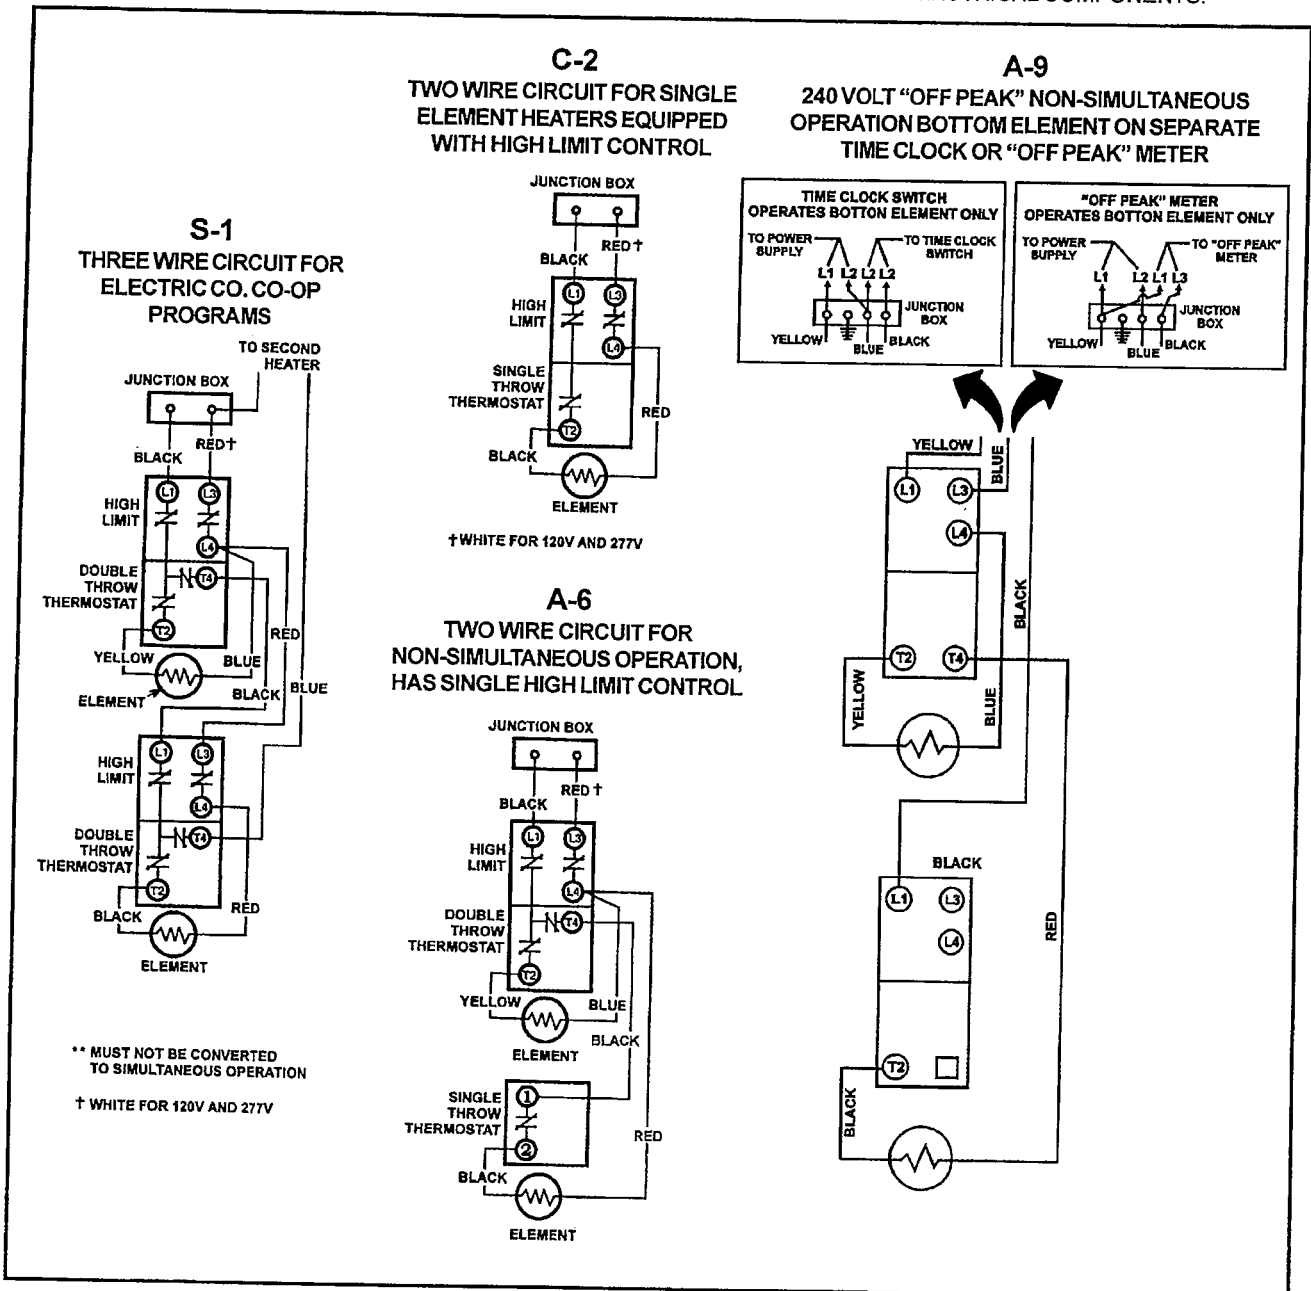 COMPONENTS.
C-2
TWO WIRE CIRCUIT FOR SINGLE
ELEMENT HEATERS EQUIPPED
WITH HIGH LIMIT CONTROL
JUNCTION BOX
RED †
BLACK
L1
L3
HIGH
LIMIT
L4
SINGLE
THROW
THERMOSTAT
RED
T2
BLACK
ELEMENT
† WHITE FOR 120V AND 277V
A-9
240 VOLT “OFF PEAK” NON-SIMULTANEOUS
OPERATION BOTTOM ELEMENT ON SEPARATE
TIME CLOCK OR “OFF PEAK” METER
TIME CLOCK SWITCH
OPERATES BOTTON ELEMENT ONLY
TO POWER
SUPPLY
TO TIME CLOCK
SWITCH
L1 L2 L2 L2
JUNCTION
BOX
YELLOW
BLUE
BLACK
"OFF PEAK" METER
OPERATES BOTTON ELEMENT ONLY
TO POWER
SUPPLY
TO "OFF PEAK"
METER
L1 L2 L1 L3
JUNCTION
BOX
YELLOW
BLUE
BLACK
YELLOW
BLUE
L1
L3
L4
BLACK
T2
T4
YELLOW
BLUE
BLACK
L1
L3
L4
RED
T2
BLACK
S-1
THREE WIRE CIRCUIT FOR
ELECTRIC CO. CO-OP
PROGRAMS
TO SECOND
HEATER
JUNCTION BOX
RED †
BLACK
L1
L3
HIGH
LIMIT
L4
DOUBLE
THROW
THERMOSTAT
T4
T2
RED
YELLOW
BLUE
ELEMENT
BLACK
BLUE
L1
L3
HIGH
LIMIT
L4
DOUBLE
THROW
THERMOSTAT
T4
T2
BLACK
RED
ELEMENT
** MUST NOT BE CONVERTED
TO SIMULTANEOUS OPERATION
† WHITE FOR 120V AND 277V
A-6
TWO WIRE CIRCUIT FOR
NON-SIMULTANEOUS OPERATION,
HAS SINGLE HIGH LIMIT CONTROL
JUNCTION BOX
RED †
BLACK
L1
L3
HIGH
LIMIT
L4
DOUBLE
THROW
THERMOSTAT
T4
T2
YELLOW
BLUE
BLACK
ELEMENT
SINGLE
THROW
THERMOSTAT
1
2
RED
BLACK
ELEMENT